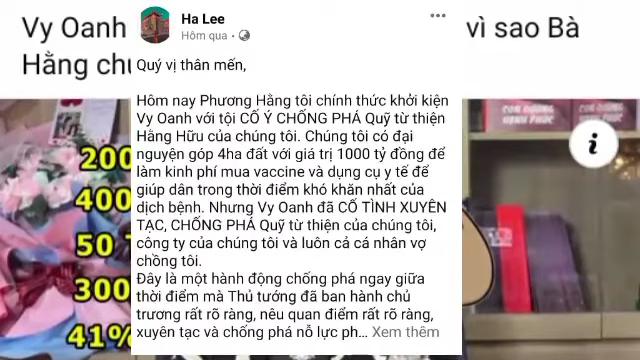 Vy Oanh
vì sao Bà
Hằng
Ha Lee
Hôm qua
Quý vị thân mến,
Hôm nay Phương Hằng tôi chính thức khởi kiện
Vy Oanh với tội CỐ Ý CHỐNG PHÁ Quỹ từ thiện
Hằng Hữu của chúng tôi. Chúng tôi có đại
nguyện góp 4ha đất với giá trị 1000 tỷ đồng để
làm kinh phí mua vaccine và dụng cụ y tế để
giúp dân trong thời điểm khó khăn nhất của
dịch bệnh. Nhưng Vy Oanh đã CỐ TÌNH XUYÊN
TẠC, CHỐNG PHÁ Quỹ từ thiện của chúng tôi,
công ty của chúng tôi và luôn cả cá nhân vợ
chồng tôi.
Đây là một hành động chống phá ngay giữa
thời điểm mà Thủ tướng đã ban hành chủ
trương rất rõ ràng, nêu quan điểm rất rõ ràng,
xuyên tạc và chống phá nỗ lực ph... Xem thêm
200
400
50
300
41%
CON ĐƯỜNG
HẠNH PHÚC
i